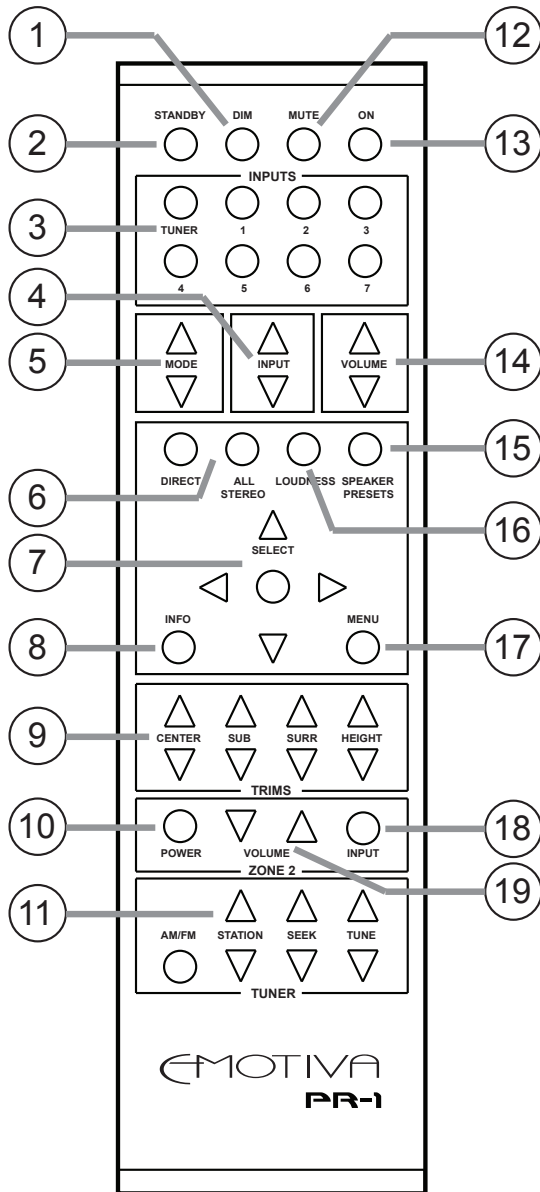 1
12
2
STANDBY DIM MUTE ON
13
INPUTS
3
TUNER 1 2 3
4
4 5 6 7
5
MODE INPUT VOLUME
14
15
6
DIRECT ALL STEREO LOUDNESS SPEAKER PRESETS
16
7
SELECT
8
INFO MENU
17
9
CENTER SUB SURR HEIGHT
TRIMS
10
POWER VOLUME INPUT
18
ZONE 2
19
11
AM/FM STATION SEEK TUNE
TUNER
EMOTIVA
PR-1